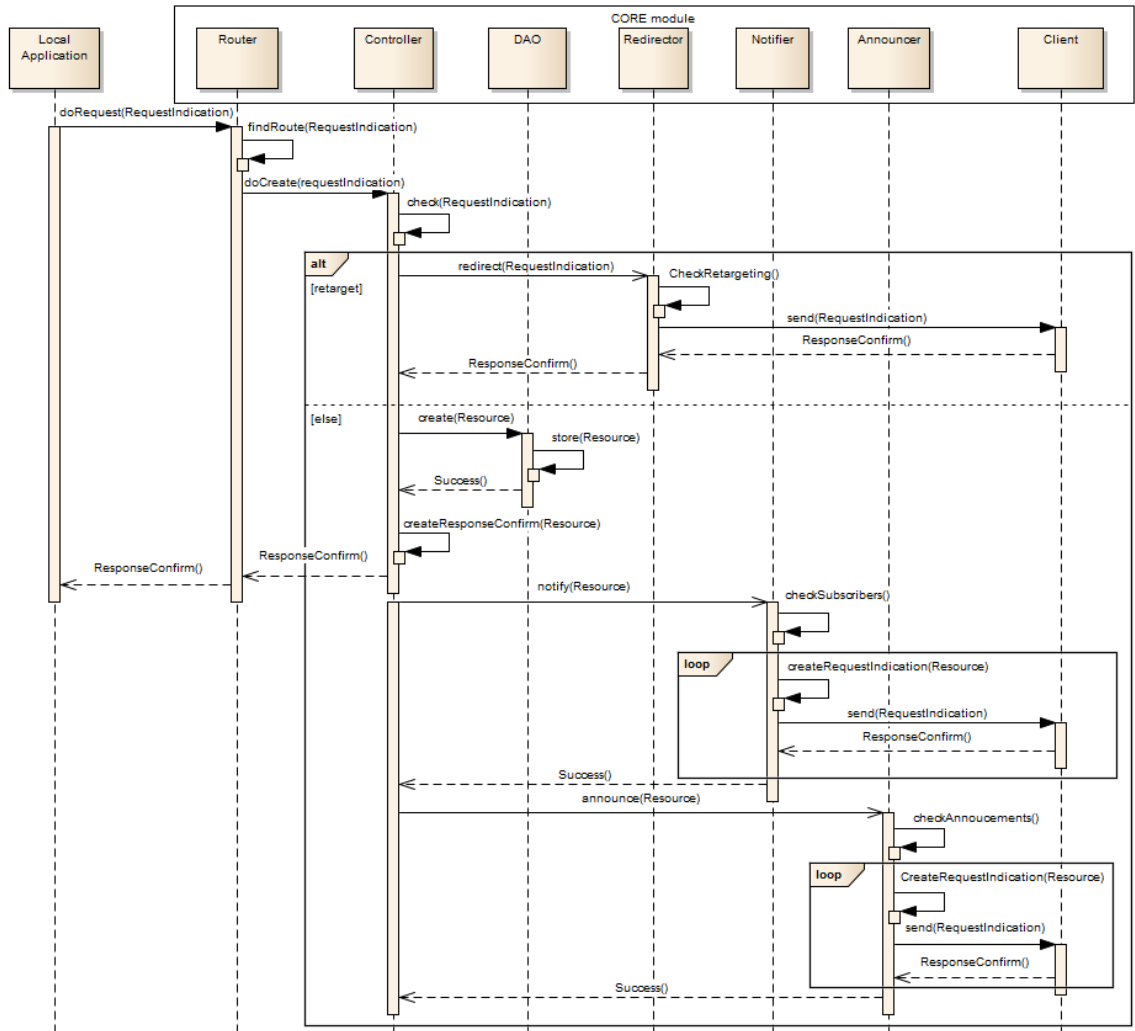 CORE module
Local
Application
Router
Controller
DAO
Redirector
Notifier
Announcer
Client
doRequest(RequestIndication)
findRoute(RequestIndication)
doCreate(requestIndication)
check(RequestIndication)
alt
redirect(RequestIndication)
CheckRetargeting()
[retarget]
send(RequestIndication)
ResponseConfirm()
ResponseConfirm()
[else]
create(Resource)
store(Resource)
Success()
createResponseConfirm(Resource)
ResponseConfirm()
ResponseConfirm()
notify(Resource)
checkSubscribers()
loop
createRequestIndication(Resource)
send(RequestIndication)
ResponseConfirm()
Success()
announce(Resource)
checkAnnoucements()
loop
CreateRequestIndication(Resource)
send(RequestIndication)
ResponseConfirm()
Success()